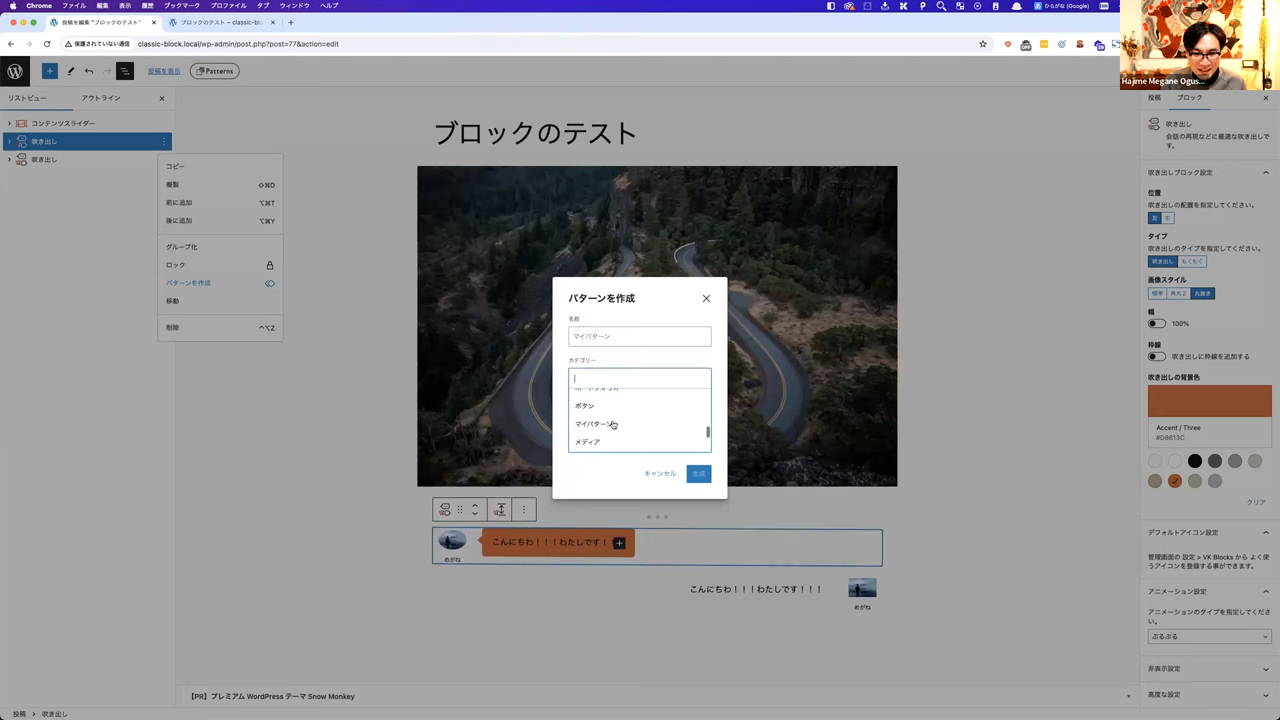 Chrome ファイル 編集 表示 履歴 ブックマーク プロファイル タブ ウィンドウ ヘルプ
ひらがな (Google)
投稿を編集 "ブロックのテスト"
ブロックのテスト – classic-blo
保護されていない通信
classic-block.local/wp-admin/post.php?post=77&action=edit
Hajime Megane Ogus...
投稿を表示
Patterns
リストビュー
アウトライン
投稿
ブロック
コンテンツスライダー
吹き出し
吹き出し
コピー
複製 ⇧⌘D
前に追加 ⌥⌘T
後に追加 ⌥⌘Y
グループ化
ロック
パターンを作成
移動
削除 ^⌥Z
ブロックのテスト
パターンを作成
名前
マイパターン
カテゴリー
ポートフォリオ
ボタン
マイパターン
メディア
キャンセル
生成
こんにちわ！！！わたしです！
めがね
こんにちわ！！！わたしです！！！
めがね
吹き出し
会話の再現などに最適な吹き出しです。
吹き出しブロック設定
位置
吹き出しの配置を指定してください。
左 右
タイプ
吹き出しのタイプを指定してください。
吹き出し もくもく
画像スタイル
標準 角丸2 丸抜き
幅
100%
枠線
吹き出しに枠線を追加する
吹き出しの背景色
Accent / Three
#D8613C
クリア
デフォルトアイコン設定
管理画面の 設定 > VK Blocks から よく使
うアイコンを登録する事ができます。
アニメーション設定
アニメーションのタイプを指定してくださ
い。
ぷるぷる
非表示設定
高度な設定
【PR】プレミアム WordPress テーマ Snow Monkey
投稿 › 吹き出し